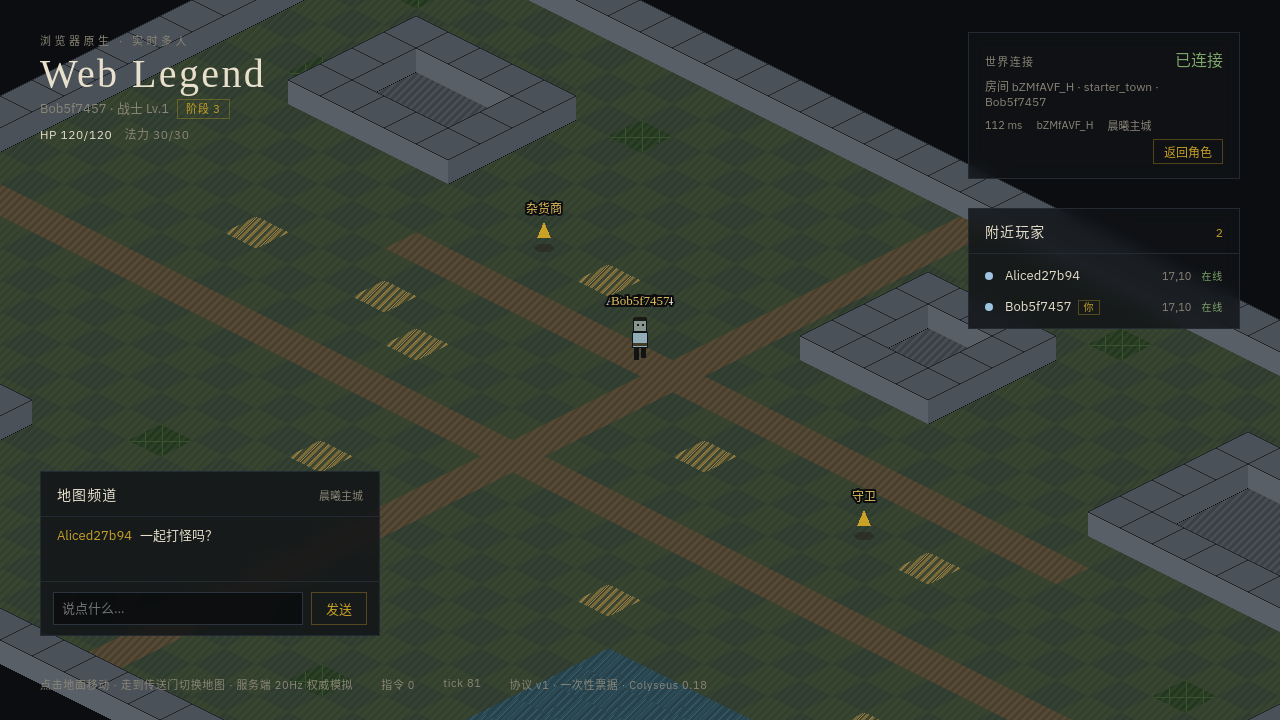 浏览器原生 · 实时多人
Web Legend
Bob5f7457 · 战士 Lv.1 阶段 3
HP 120/120 法力 30/30
世界连接 已连接
房间 bZMfAVF_H · starter_town ·
Bob5f7457
112 ms bZMfAVF_H 晨曦主城
返回角色
附近玩家 2
Aliced27b94 17,10 在线
Bob5f7457 你 17,10 在线
杂货商
Bob5f7457
守卫
地图频道 晨曦主城
Aliced27b94 一起打怪吗?
说点什么... 发送
点击地面移动 · 走到传送门切换地图 · 服务端 20Hz 权威模拟 指令 0 tick 81 协议 v1 · 一次性票据 · Colyseus 0.18